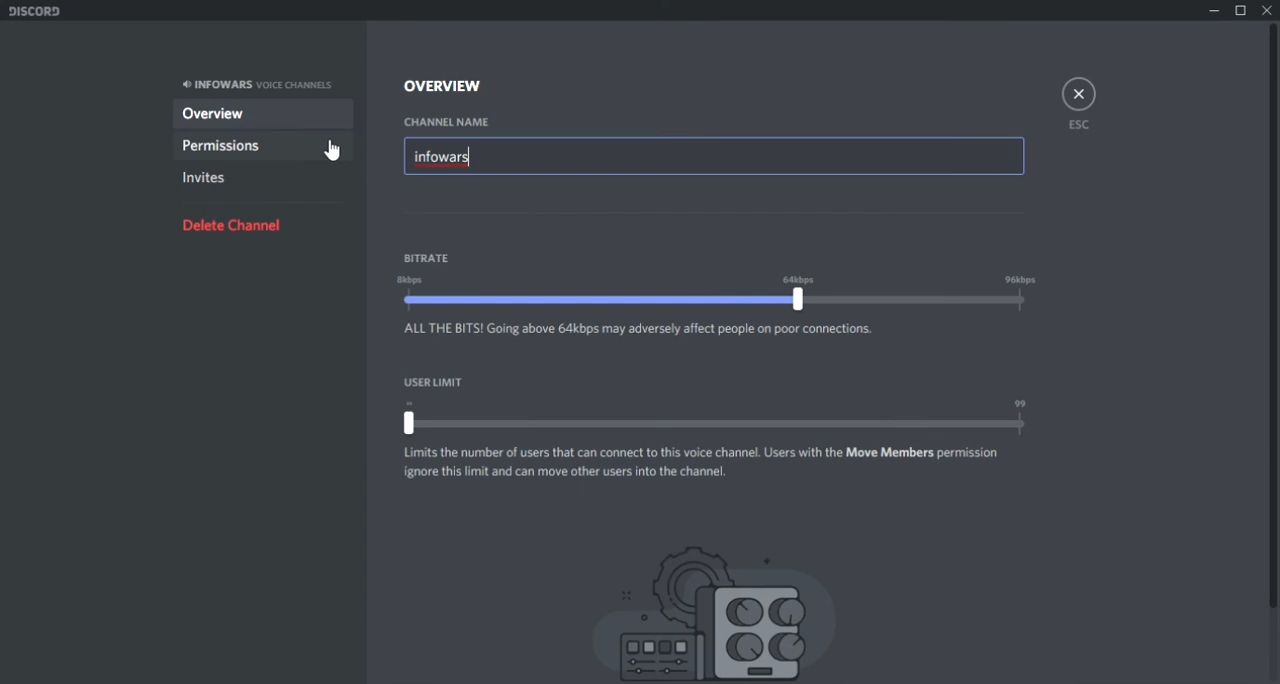 DISCORD
INFOWARS VOICE CHANNELS
Overview
Permissions
Invites
Delete Channel
OVERVIEW
CHANNEL NAME
infowars
ESC
BITRATE
8kbps 64kbps 96kbps
ALL THE BITS! Going above 64kbps may adversely affect people on poor connections.
USER LIMIT
∞ 99
Limits the number of users that can connect to this voice channel. Users with the Move Members permission
ignore this limit and can move other users into the channel.